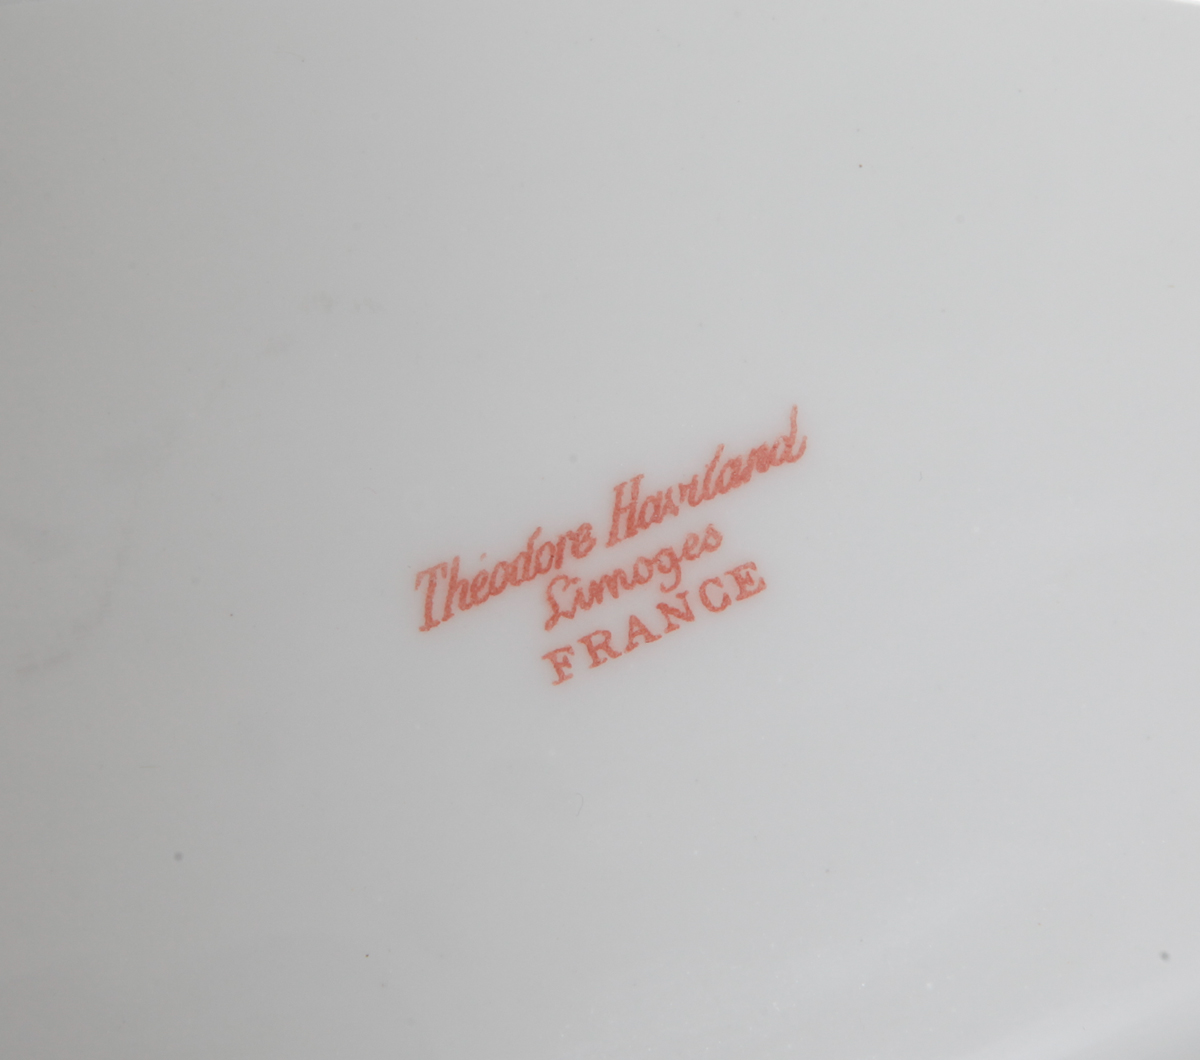 Théodore Haviland
Limoges
FRANCE